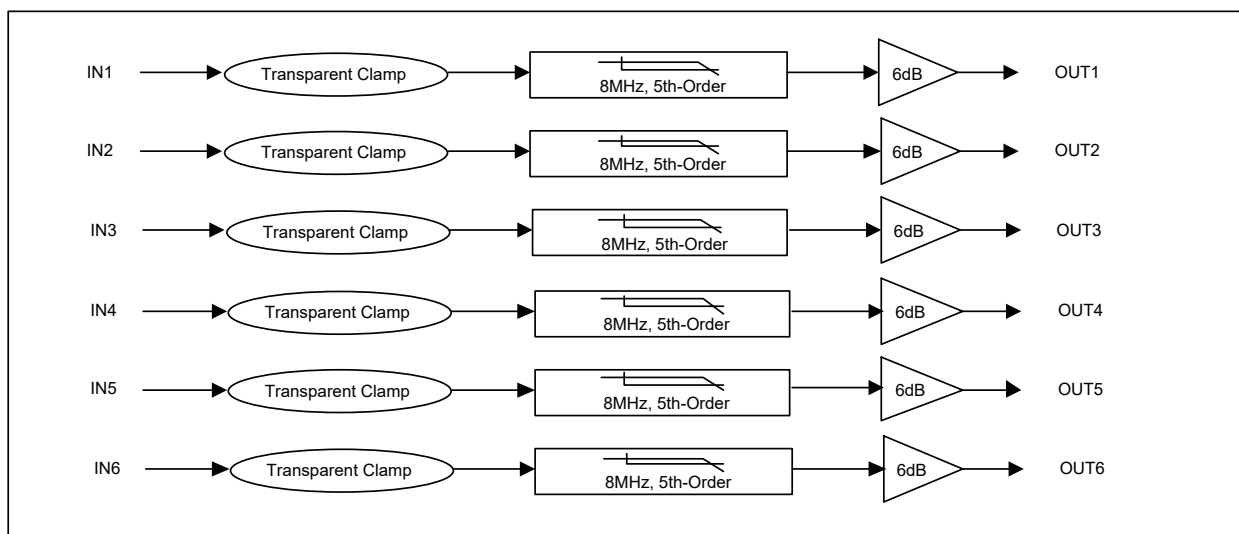 IN1 Transparent Clamp 8MHz, 5th-Order 6dB OUT1
IN2 Transparent Clamp 8MHz, 5th-Order 6dB OUT2
IN3 Transparent Clamp 8MHz, 5th-Order 6dB OUT3
IN4 Transparent Clamp 8MHz, 5th-Order 6dB OUT4
IN5 Transparent Clamp 8MHz, 5th-Order 6dB OUT5
IN6 Transparent Clamp 8MHz, 5th-Order 6dB OUT6